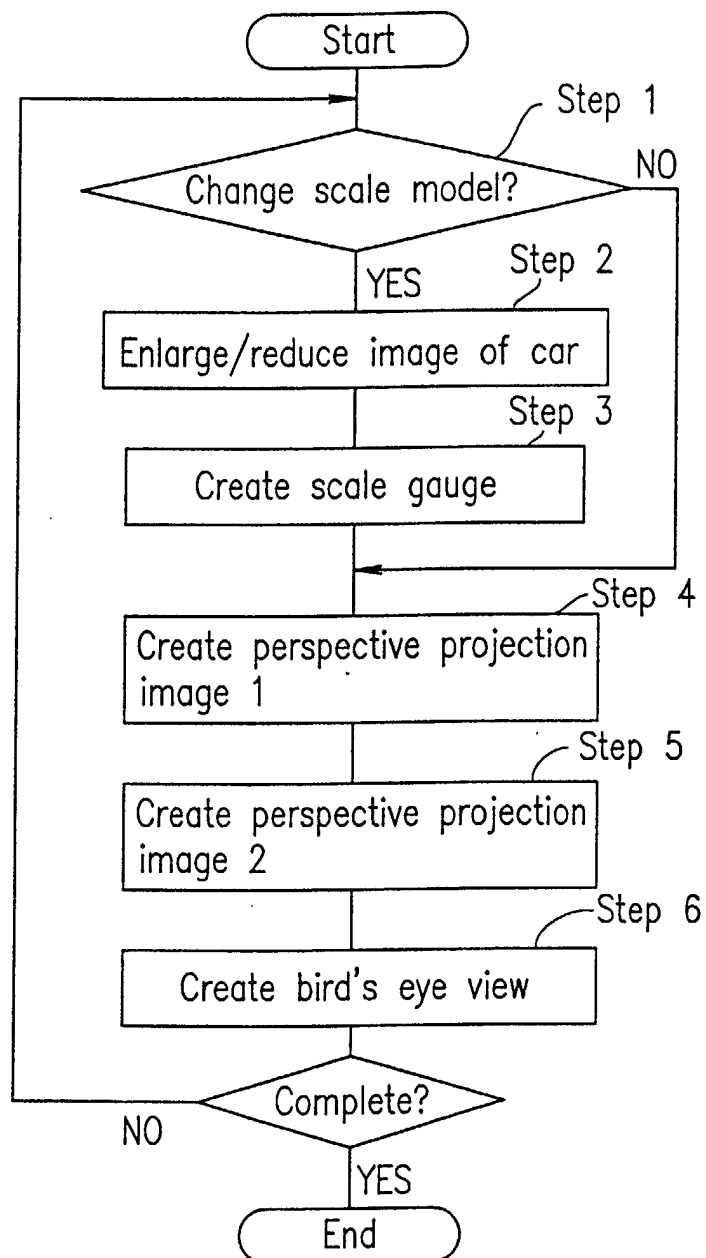 Start
Step 1
Change scale model?
NO
YES
Step 2
Enlarge/reduce image of car
Step 3
Create scale gauge
Step 4
Create perspective projection
image 1
Step 5
Create perspective projection
image 2
Step 6
Create bird's eye view
Complete?
NO
YES
End